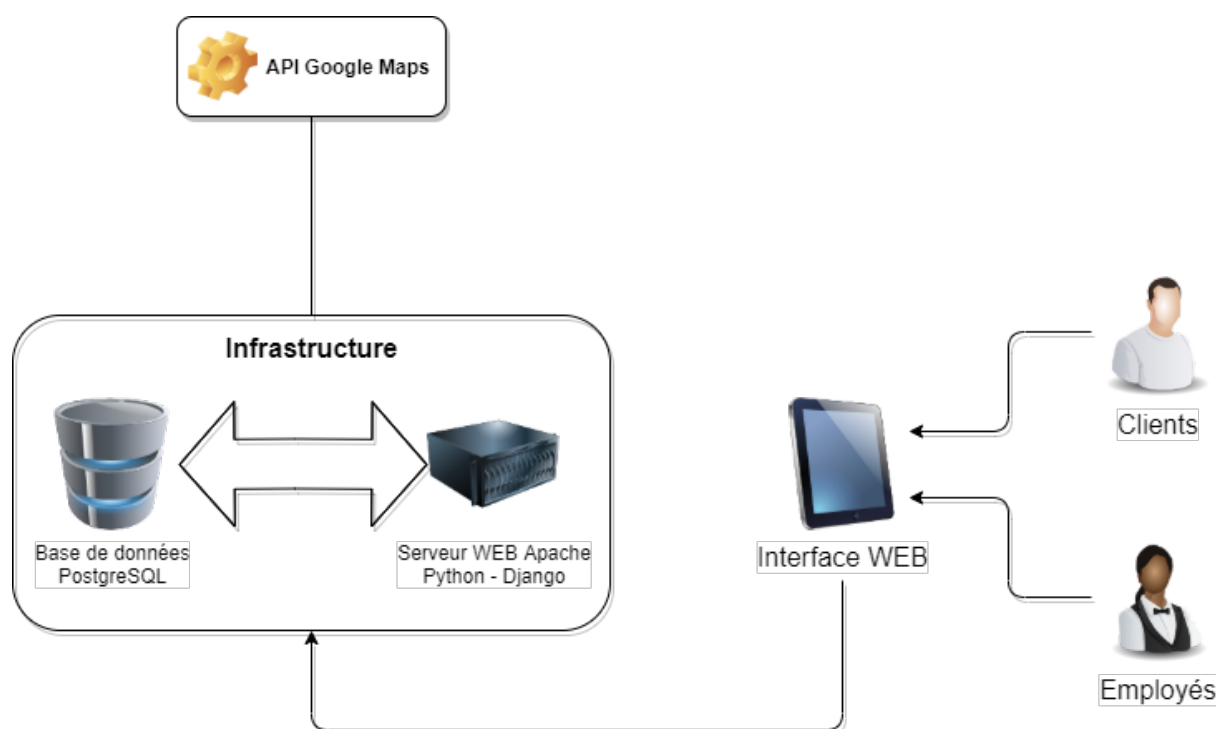 API Google Maps
Infrastructure
Base de données
PostgreSQL
Serveur WEB Apache
Python - Django
Interface WEB
Clients
Employés